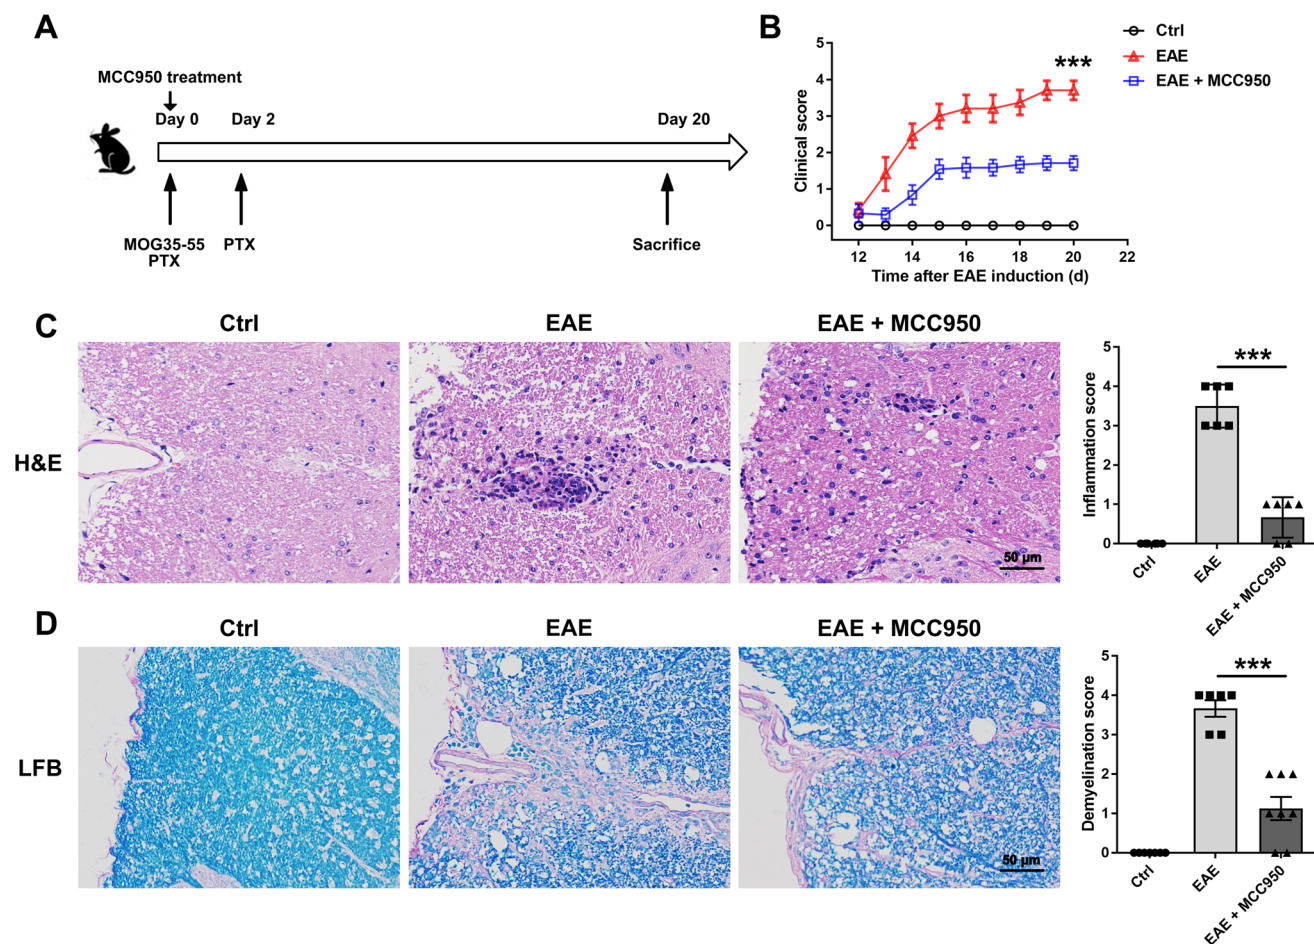 A
MCC950 treatment
Day 0
Day 2
Day 20
MOG35-55
PTX
PTX
Sacrifice
B
Ctrl
EAE
EAE + MCC950
***
Clinical score
5
4
3
2
1
0
12
14
16
18
20
22
Time after EAE induction (d)
C
Ctrl
EAE
EAE + MCC950
H&E
50 µm
Inflammation score
5
4
3
2
1
0
***
Ctrl
EAE
EAE + MCC950
D
Ctrl
EAE
EAE + MCC950
LFB
50 µm
Demyelination score
5
4
3
2
1
0
***
Ctrl
EAE
EAE + MCC950